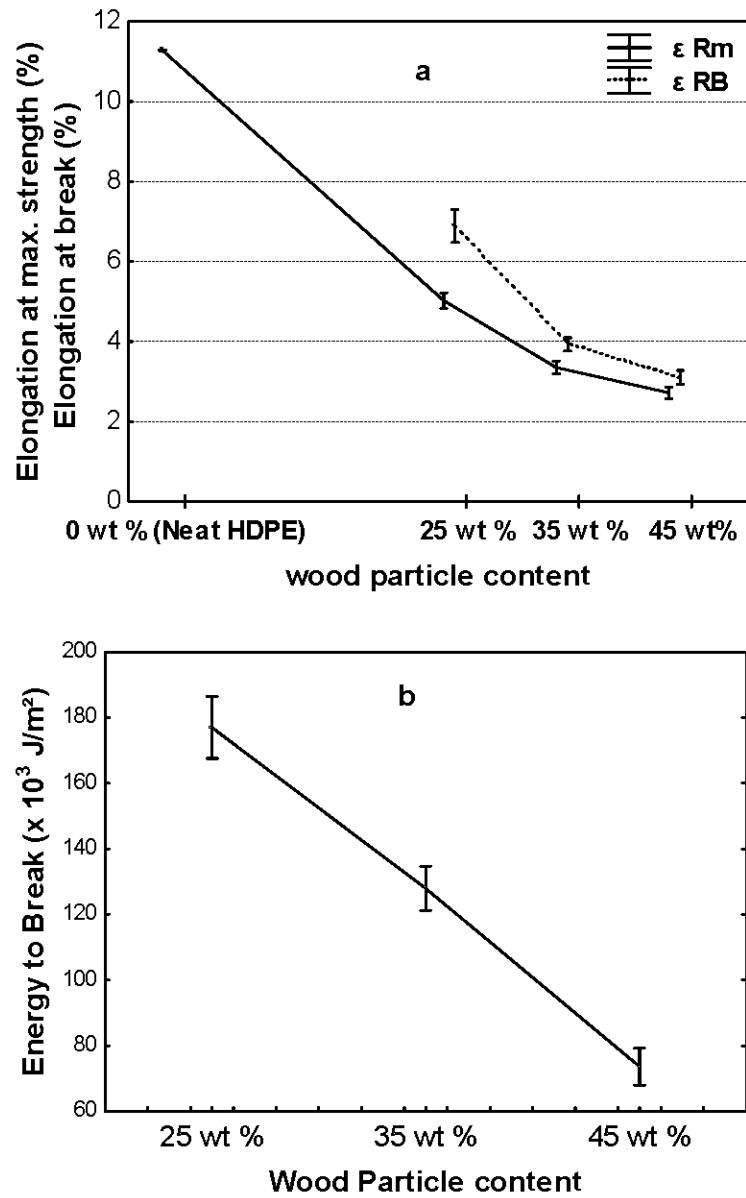 12
10
8
6
4
2
0
Elongation at max. strength (%)
Elongation at break (%)
a
ε Rm
ε RB
0 wt % (Neat HDPE) 25 wt % 35 wt % 45 wt%
wood particle content
200
180
160
140
120
100
80
60
Energy to Break (x 10³ J/m²)
b
25 wt % 35 wt % 45 wt %
Wood Particle content